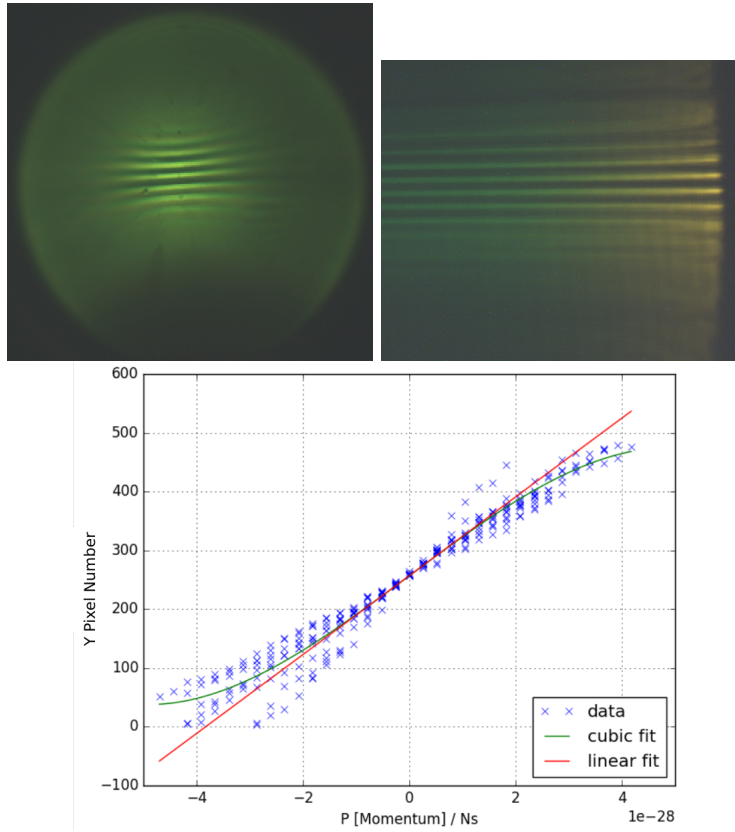 600
500
400
300
200
100
0
−100
Y Pixel Number
−4
−2
0
2
4
1e−28
P [Momentum] / Ns
data
cubic fit
linear fit